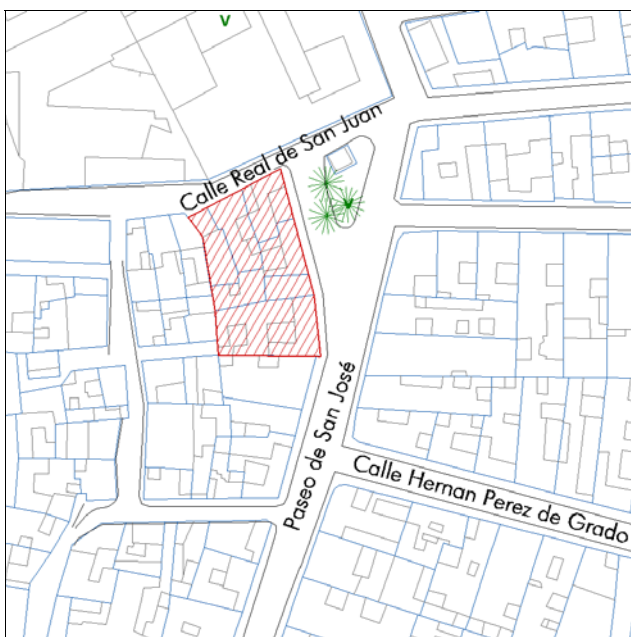 v
Calle Real de San Juan
v
Paseo de San José
Calle Hernan Perez de Grado